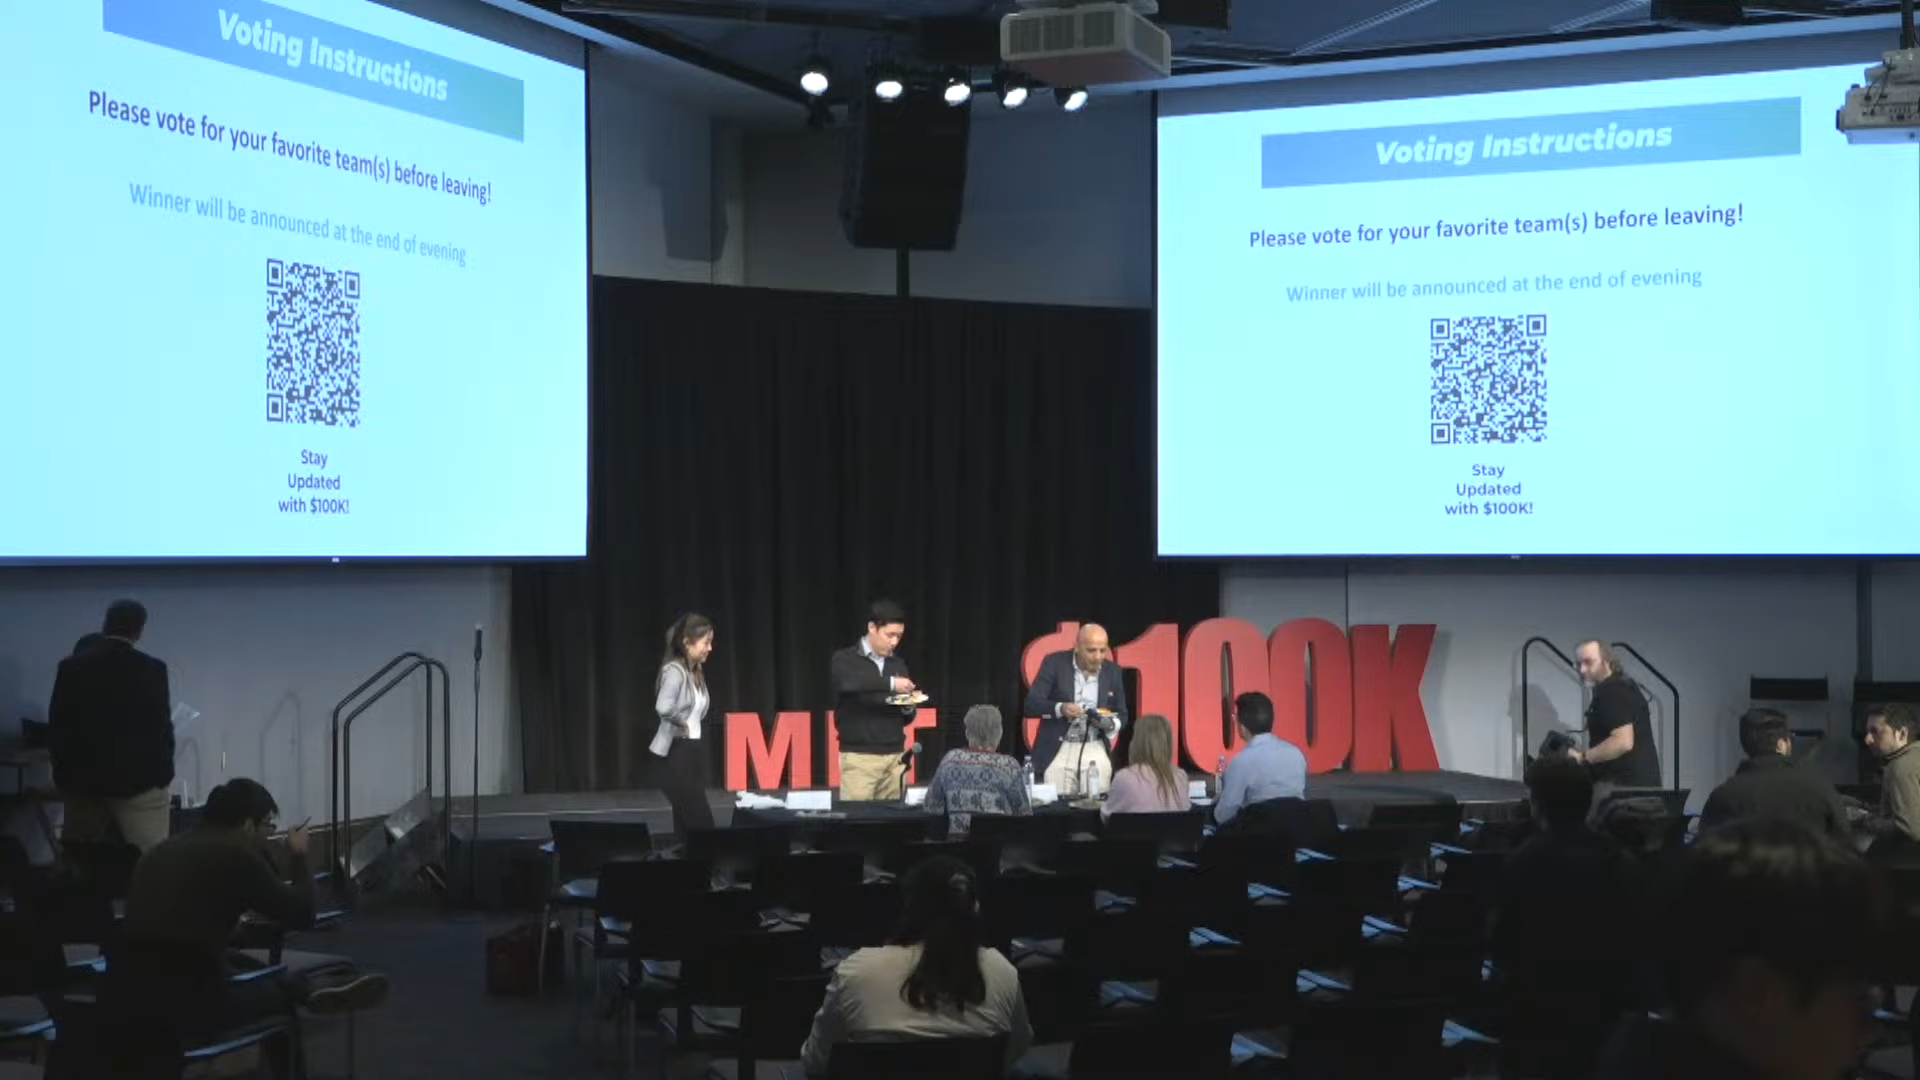 Voting Instructions
Please vote for your favorite team(s) before leaving!
Winner will be announced at the end of evening
Stay
Updated
with $100K!
Voting Instructions
Please vote for your favorite team(s) before leaving!
Winner will be announced at the end of evening
Stay
Updated
with $100K!
MIT $100K